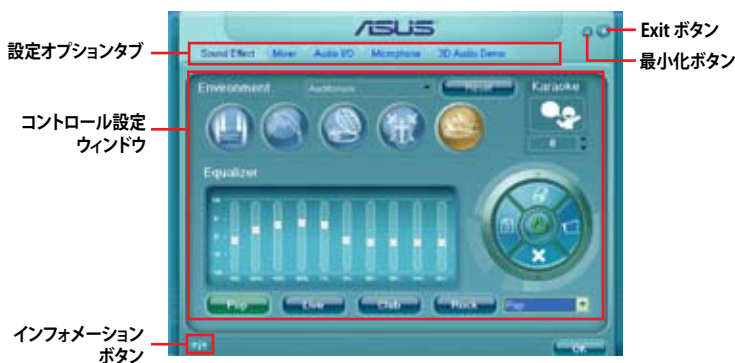 ASUS
Exit ボタン
設定オプションタブ
Sound Effect Mixer Audio I/O Microphone 3D Audio Demo
最小化ボタン
Environment Auditorium Reset Karaoke
コントロール設定
ウィンドウ
0
Equalizer
Pop Live Club Rock Pop
インフォメーション
ボタン
OK